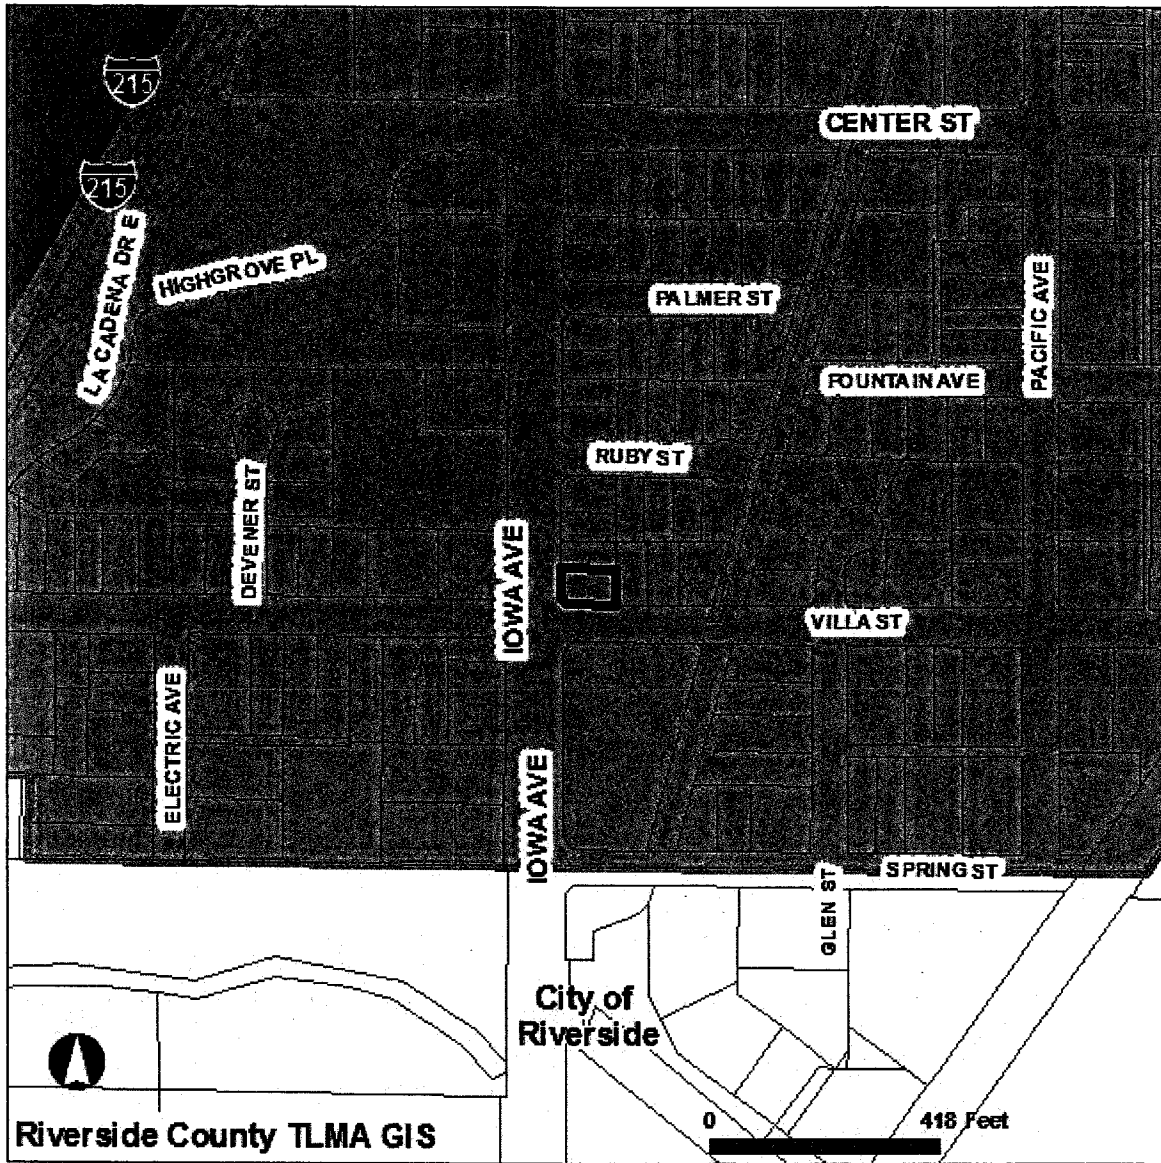 215
CENTER ST
215
LA CADENA DR E
HIGHGROVE PL
PALMER ST
PACIFIC AVE
FOUNTAIN AVE
RUBY ST
DEVENER ST
IOWA AVE
VILLA ST
ELECTRIC AVE
IOWA AVE
SPRING ST
GLEN ST
City of
Riverside
0 418 Feet
Riverside County TLMA GIS